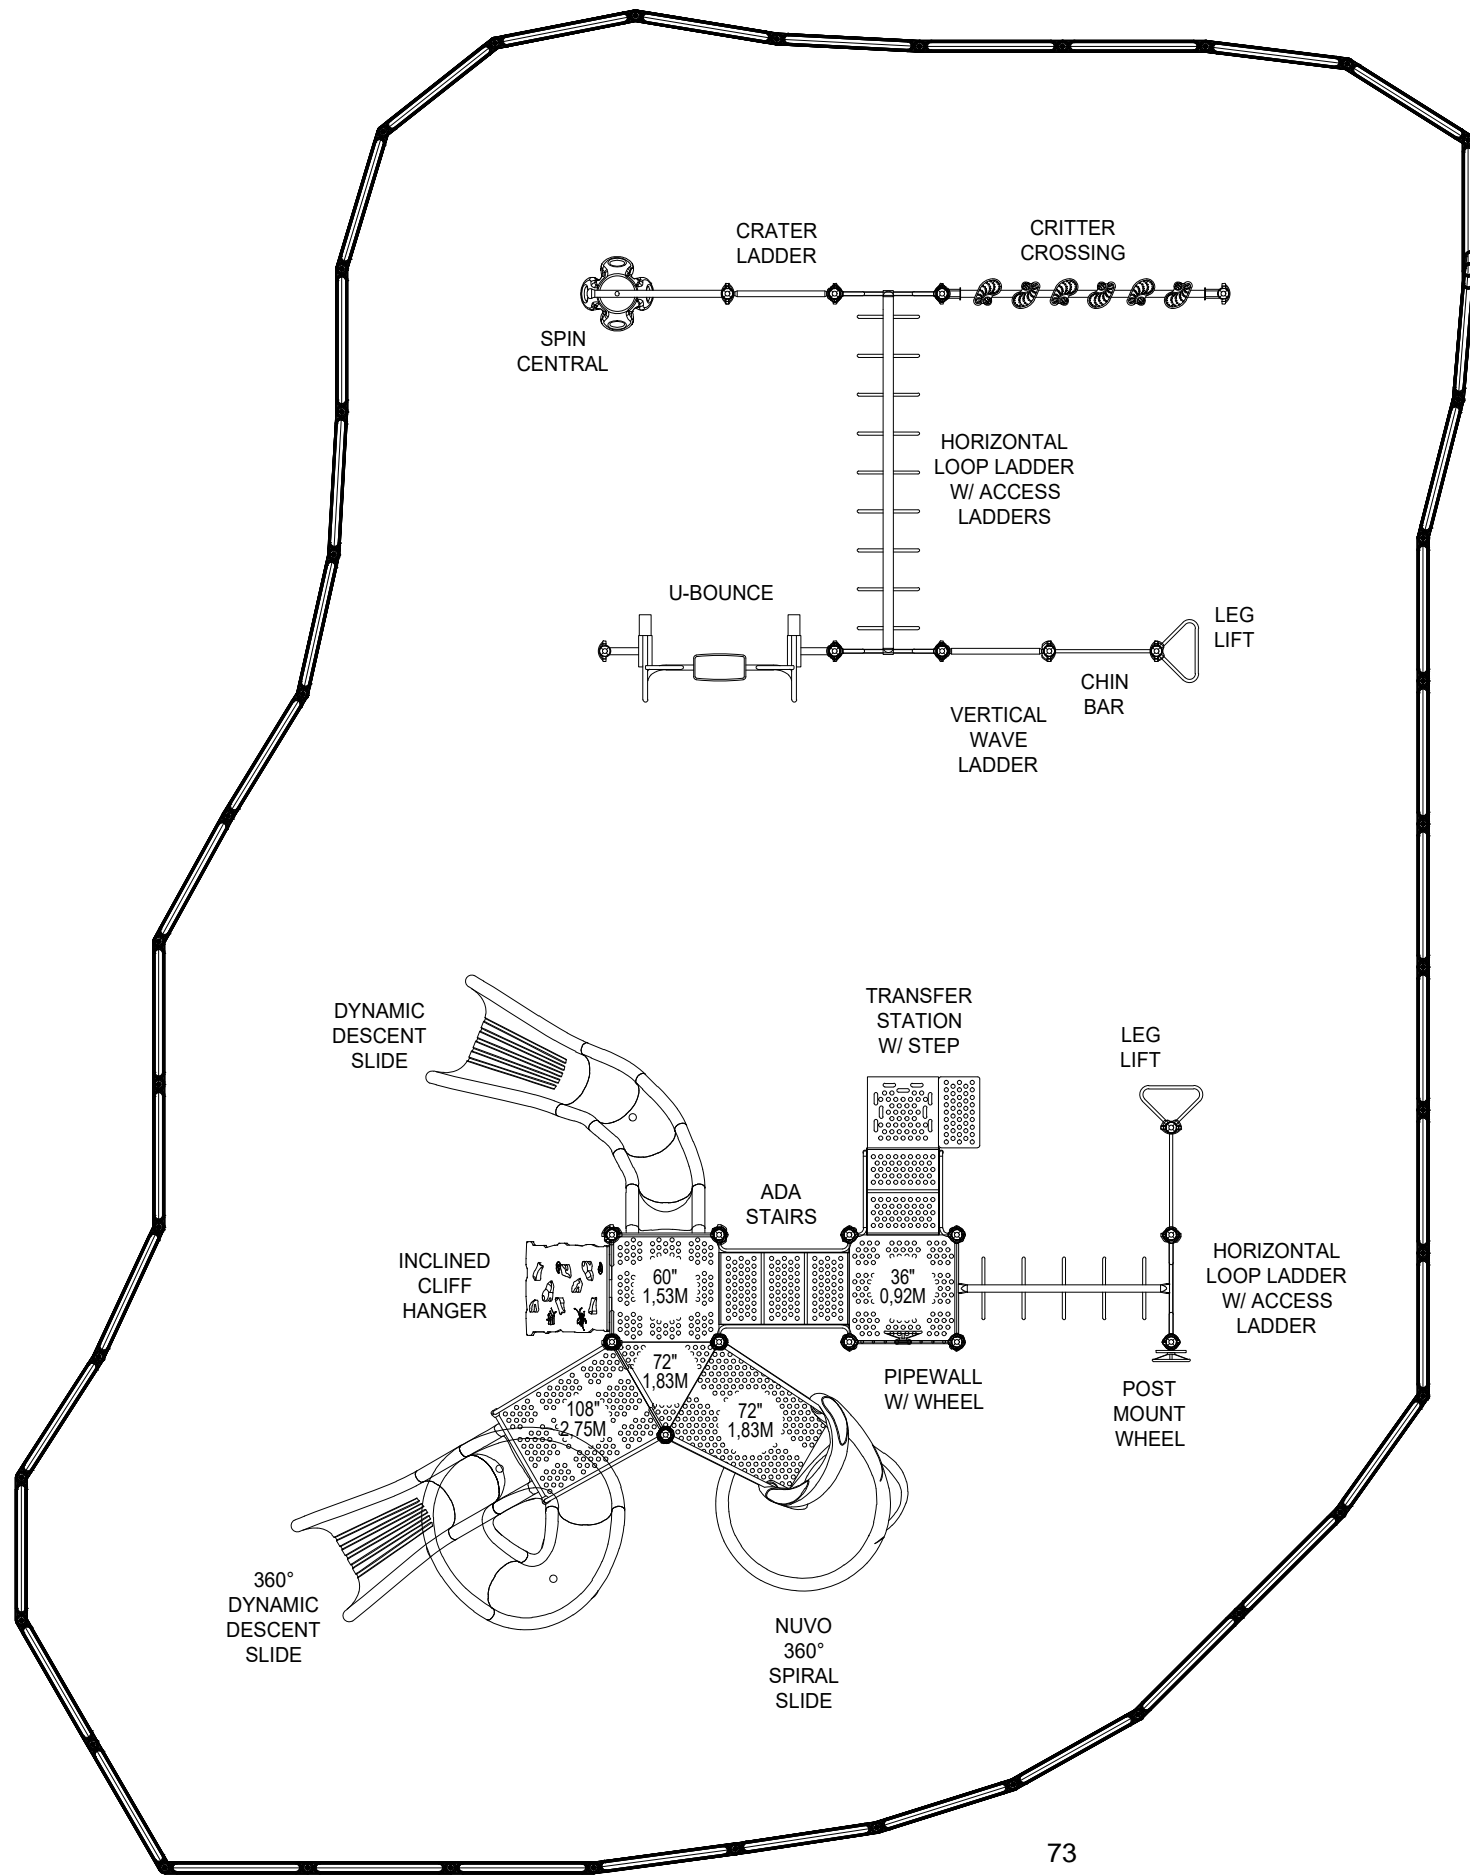 CRATER
LADDER
CRITTER
CROSSING
SPIN
CENTRAL
HORIZONTAL
LOOP LADDER
W/ ACCESS
LADDERS
U-BOUNCE
LEG
LIFT
CHIN
BAR
VERTICAL
WAVE
LADDER
DYNAMIC
DESCENT
SLIDE
TRANSFER
STATION
W/ STEP
LEG
LIFT
ADA
STAIRS
INCLINED
CLIFF
HANGER
60"
1,53M
36"
0,92M
HORIZONTAL
LOOP LADDER
W/ ACCESS
LADDER
72"
1,83M
108"
2,75M
72"
1,83M
PIPEWALL
W/ WHEEL
POST
MOUNT
WHEEL
360°
DYNAMIC
DESCENT
SLIDE
NUVO
360°
SPIRAL
SLIDE
73